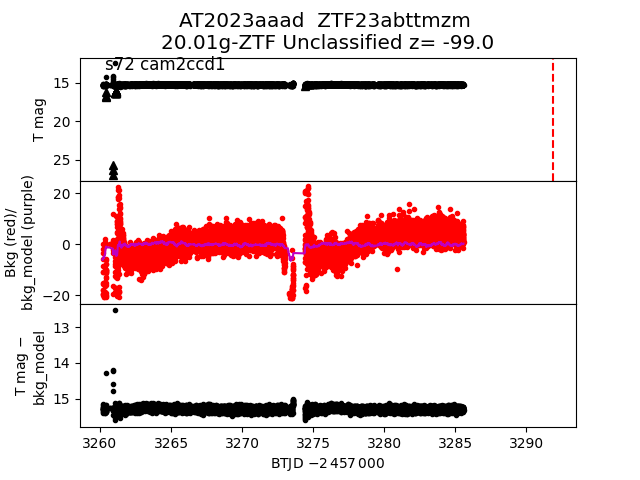 AT2023aaad  ZTF23abttmzm
20.01g-ZTF Unclassified z= -99.0
s72 cam2ccd1
T mag
15
20
25
Bkg (red)/
bkg_model (purple)
20
0
−20
T mag −
bkg_model
13
14
15
3260 3265 3270 3275 3280 3285 3290
BTJD −2 457 000